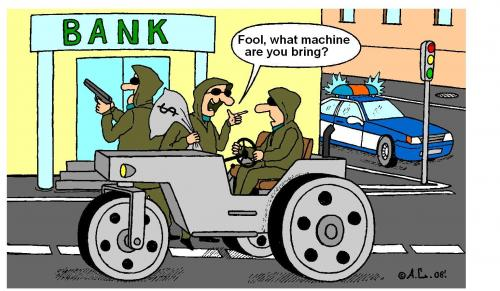 BANK
Fool, what machine
are you bring?
$
© A.L. 06!